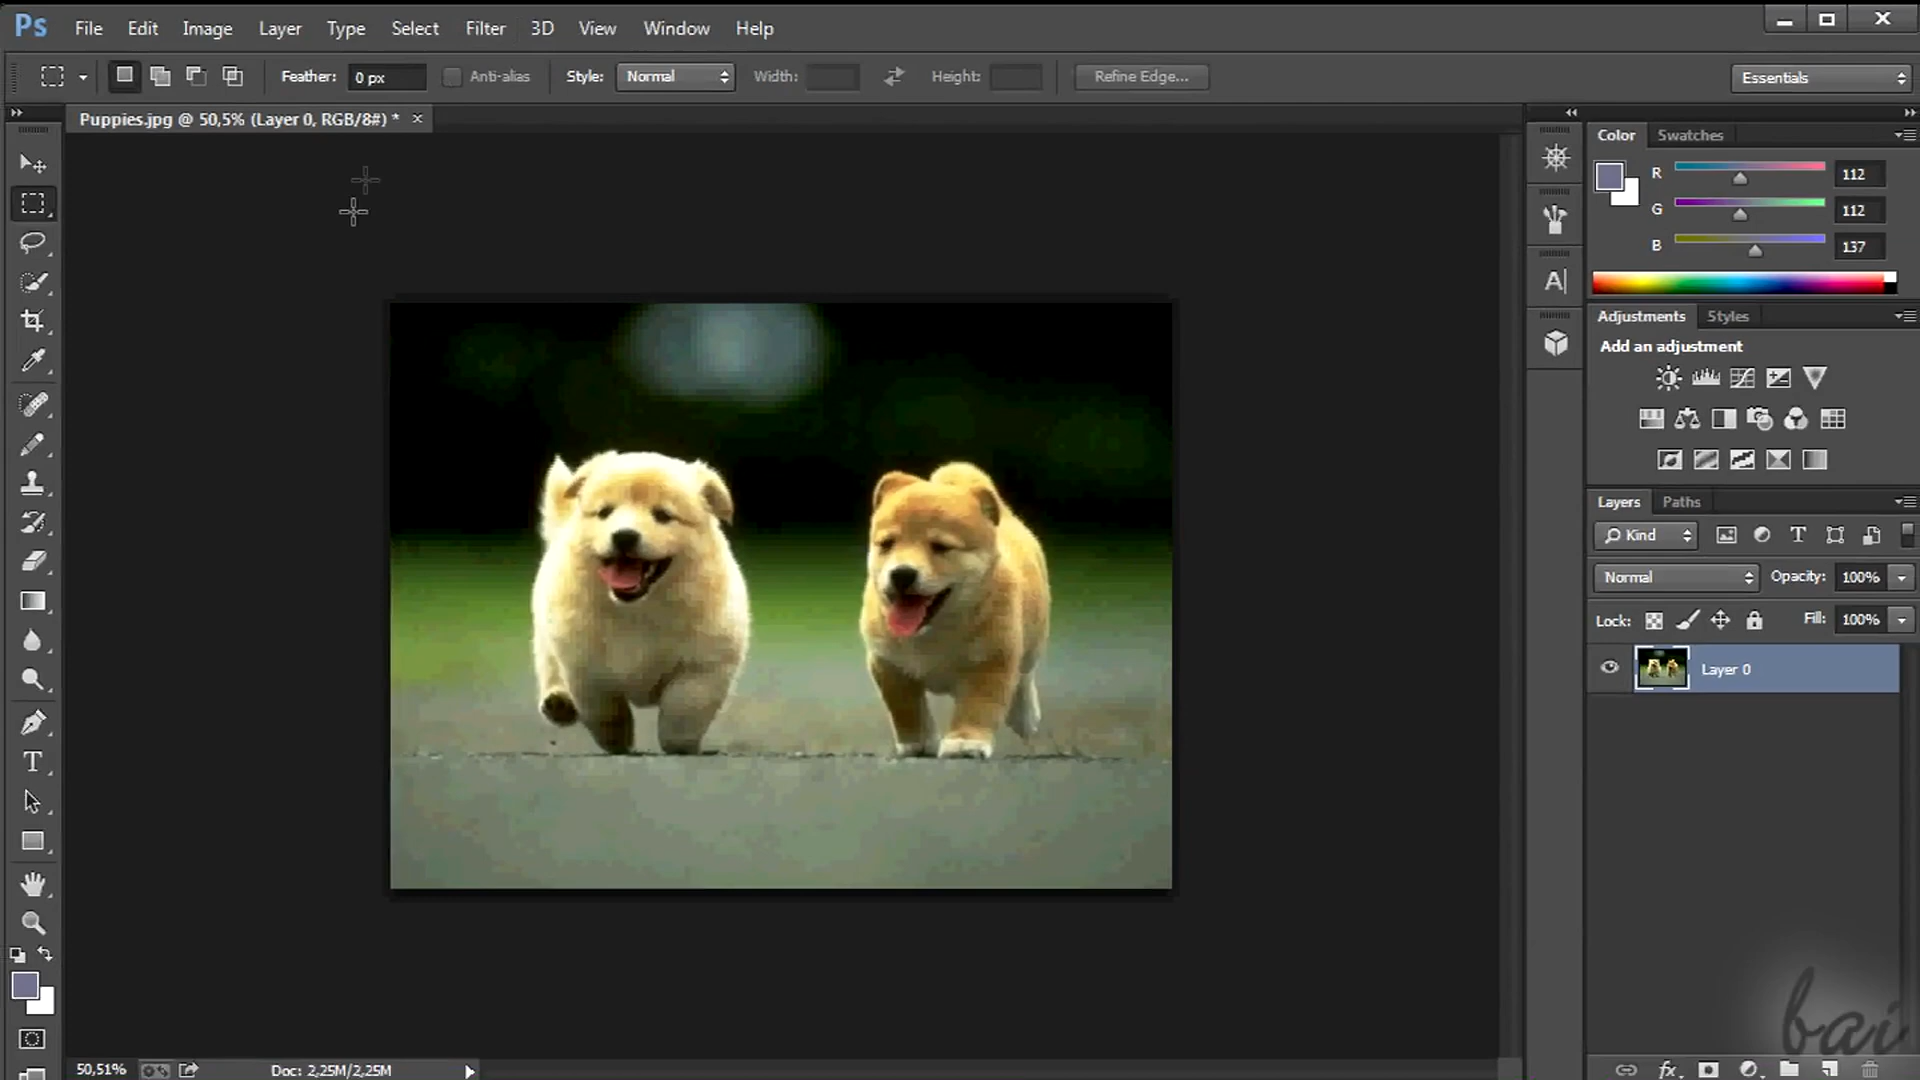 Ps File Edit Image Layer Type Select Filter 3D View Window Help
Feather: 0 px Anti-alias Style: Normal Width: Height: Refine Edge... Essentials
Puppies.jpg @ 50,5% (Layer 0, RGB/8#) * ×
Color Swatches
R 112
G 112
B 137
Adjustments Styles
Add an adjustment
Layers Paths
Kind
Normal Opacity: 100%
Lock: Fill: 100%
Layer 0
bai
50,51% Doc: 2,25M/2,25M